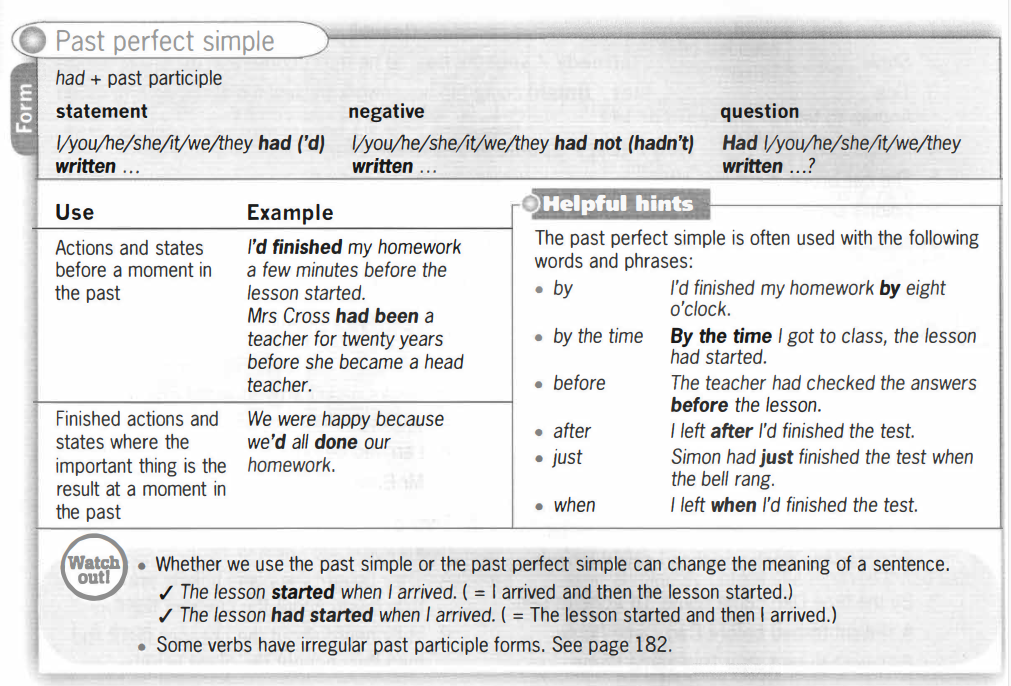 Past perfect simple
Form
had + past participle
statement
I/you/he/she/it/we/they had ('d)
written ...
negative
I/you/he/she/it/we/they had not (hadn't)
written ...
question
Had I/you/he/she/it/we/they
written ...?
Use
Example
Actions and states
before a moment in
the past
I'd finished my homework
a few minutes before the
lesson started.
Mrs Cross had been a
teacher for twenty years
before she became a head
teacher.
Finished actions and
states where the
important thing is the
result at a moment in
the past
We were happy because
we'd all done our
homework.
Helpful hints
The past perfect simple is often used with the following
words and phrases:
• by I'd finished my homework by eight
o'clock.
• by the time By the time I got to class, the lesson
had started.
• before The teacher had checked the answers
before the lesson.
• after I left after I'd finished the test.
• just Simon had just finished the test when
the bell rang.
• when I left when I'd finished the test.
Watch
out!
• Whether we use the past simple or the past perfect simple can change the meaning of a sentence.
✓ The lesson started when I arrived. ( = I arrived and then the lesson started.)
✓ The lesson had started when I arrived. ( = The lesson started and then I arrived.)
• Some verbs have irregular past participle forms. See page 182.